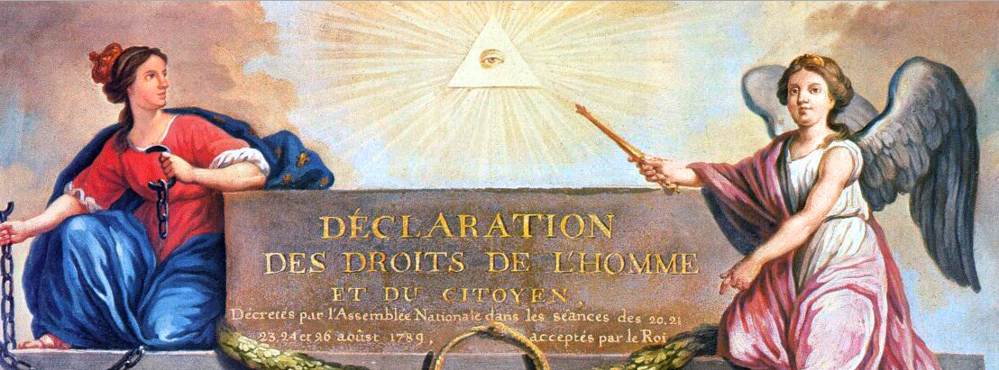 DÉCLARATION
DES DROITS DE L'HOMME
ET DU CITOYEN,
Décretés par l'Assemblée Nationale dans les séances des 20, 21
23, 24 et 26 août 1789, acceptés par le Roi